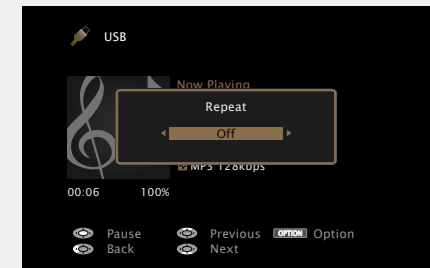 USB
Now Playing
Repeat
Off
MP3 128kbps
00:06 100%
Pause Previous OPTION Option
Back Next